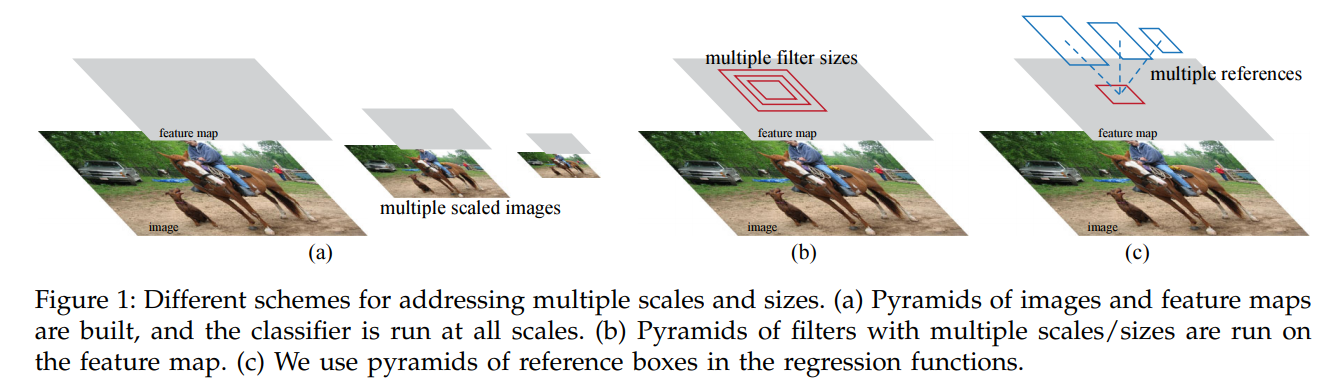 multiple filter sizes
multiple references
feature map
feature map
feature map
multiple scaled images
image
image
image
(a)
(b)
(c)
Figure 1: Different schemes for addressing multiple scales and sizes. (a) Pyramids of images and feature maps
are built, and the classifier is run at all scales. (b) Pyramids of filters with multiple scales/sizes are run on
the feature map. (c) We use pyramids of reference boxes in the regression functions.